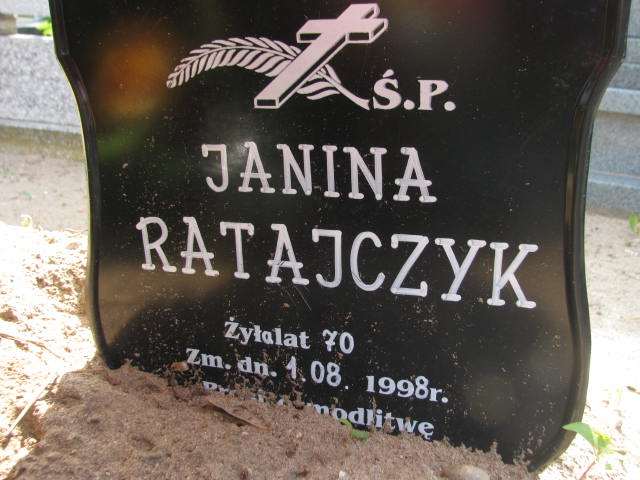 Ś.P.
JANINA
RATAJCZYK
Żyła lat 70
Zm. dn. 1.08. 1998r.
modlitwę